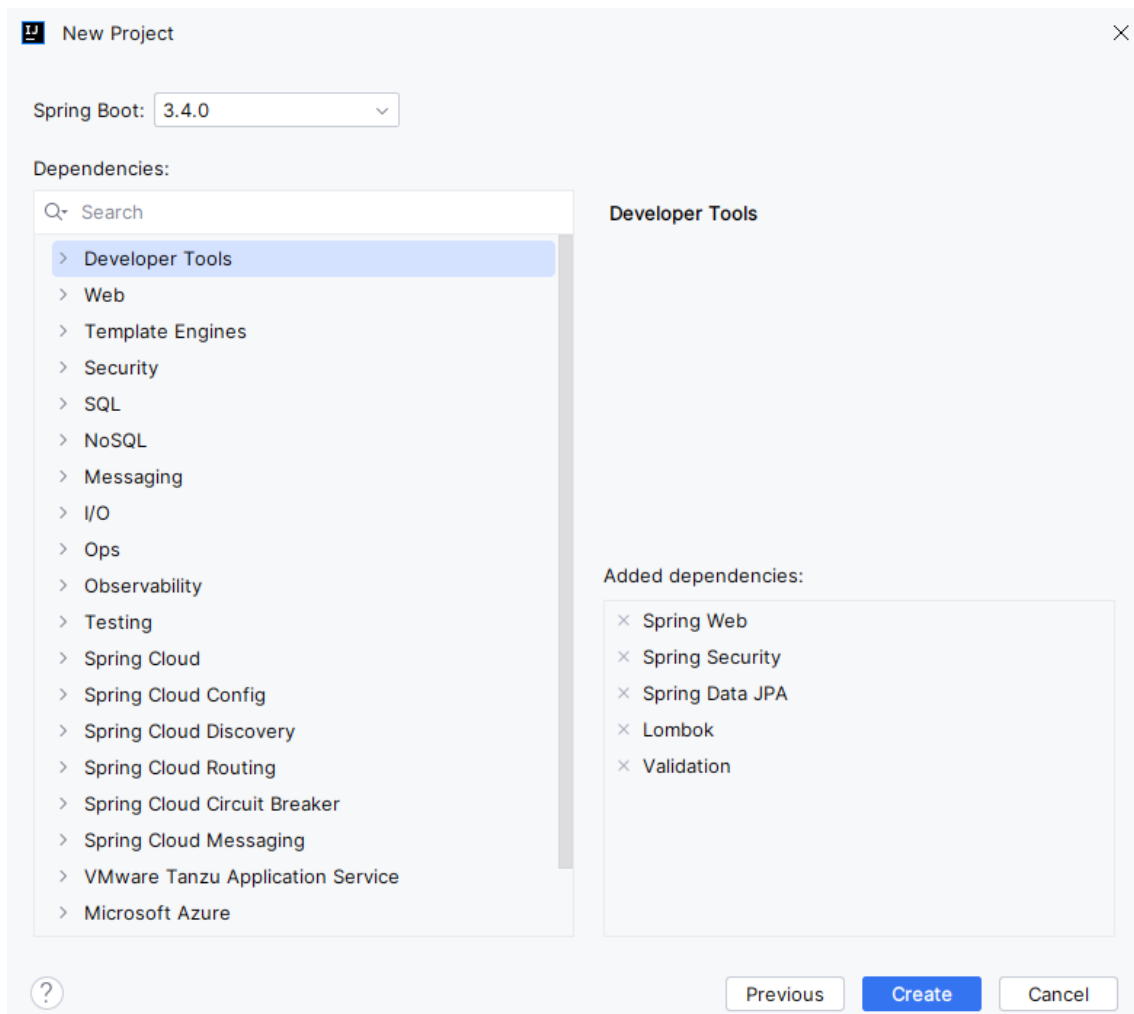 IJ New Project
Spring Boot: 3.4.0
Dependencies:
Search
Developer Tools
Web
Template Engines
Security
SQL
NoSQL
Messaging
I/O
Ops
Observability
Testing
Spring Cloud
Spring Cloud Config
Spring Cloud Discovery
Spring Cloud Routing
Spring Cloud Circuit Breaker
Spring Cloud Messaging
VMware Tanzu Application Service
Microsoft Azure
Developer Tools
Added dependencies:
Spring Web
Spring Security
Spring Data JPA
Lombok
Validation
? Previous Create Cancel